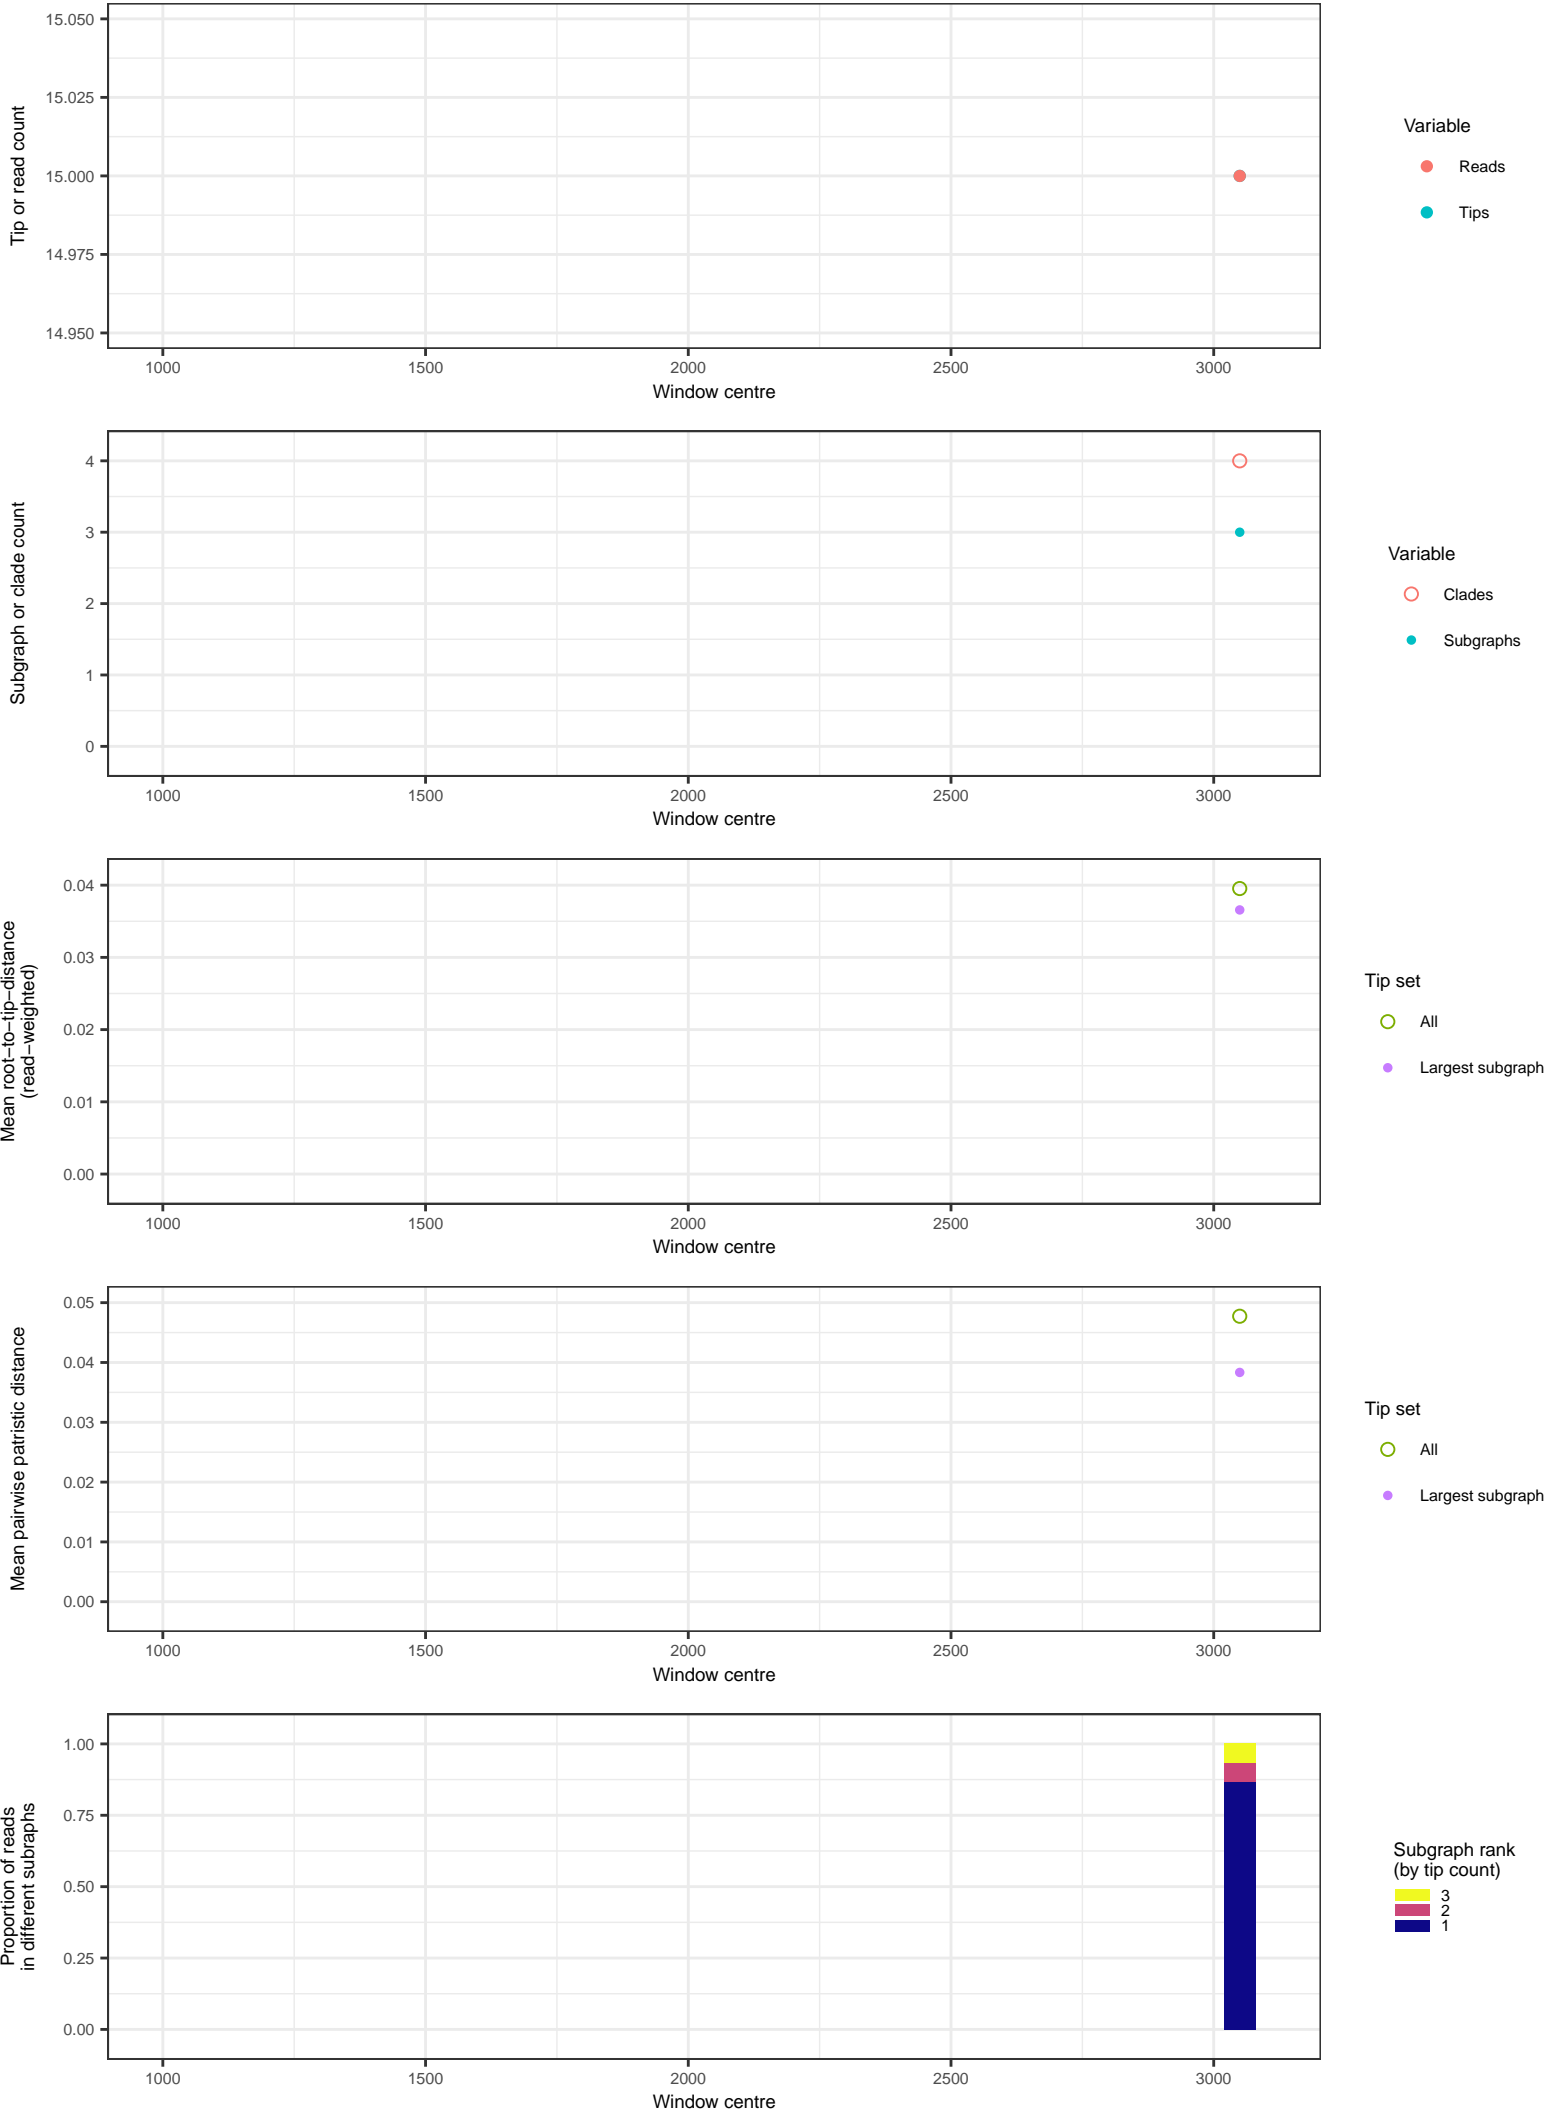 15.050
15.025
15.000
14.975
14.950
Tip or read count
1000 1500 2000 2500 3000
Window centre
Variable
Reads
Tips
4
3
2
1
0
Subgraph or clade count
1000 1500 2000 2500 3000
Window centre
Variable
Clades
Subgraphs
0.04
0.03
0.02
0.01
0.00
Mean root−to−tip−distance
(read−weighted)
1000 1500 2000 2500 3000
Window centre
Tip set
All
Largest subgraph
0.05
0.04
0.03
0.02
0.01
0.00
Mean pairwise patristic distance
1000 1500 2000 2500 3000
Window centre
Tip set
All
Largest subgraph
1.00
0.75
0.50
0.25
0.00
Proportion of reads
in different subraphs
1000 1500 2000 2500 3000
Window centre
Subgraph rank
(by tip count)
3
2
1